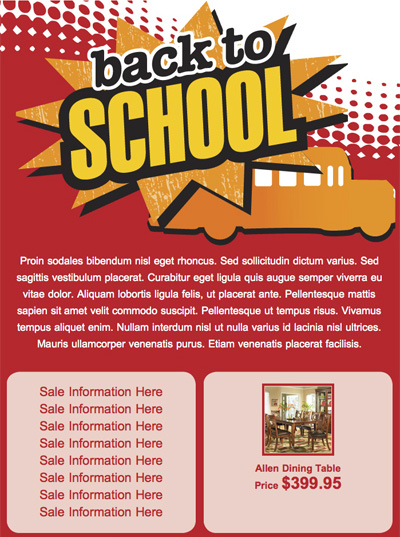 back to
SCHOOL
Proin sodales bibendum nisl eget rhoncus. Sed sollicitudin dictum varius. Sed
sagittis vestibulum placerat. Curabitur eget ligula quis augue semper viverra eu
vitae dolor. Aliquam lobortis ligula felis, ut placerat ante. Pellentesque mattis
sapien sit amet velit commodo suscipit. Pellentesque ut tempus risus. Vivamus
tempus aliquet enim. Nullam interdum nisl ut nulla varius id lacinia nisl ultrices.
Mauris ullamcorper venenatis purus. Etiam venenatis placerat facilisis.
Sale Information Here
Sale Information Here
Sale Information Here
Sale Information Here
Sale Information Here
Sale Information Here
Sale Information Here
Sale Information Here
Allen Dining Table
Price $399.95